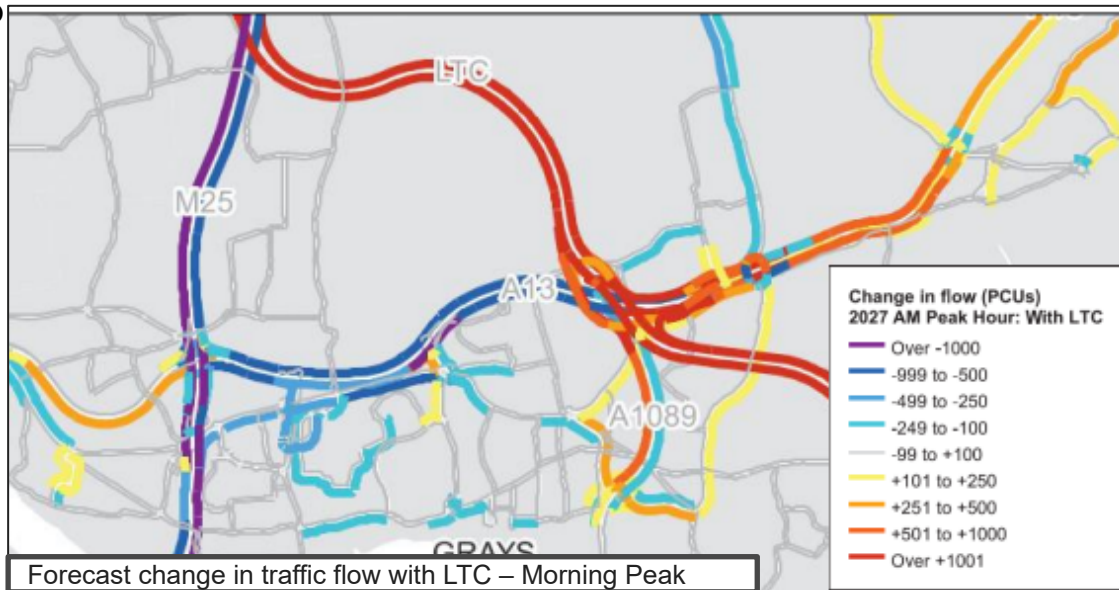 LTC
M25
A13
A1089
GRAYS
Change in flow (PCUs)
2027 AM Peak Hour: With LTC
Over -1000
-999 to -500
-499 to -250
-249 to -100
-99 to +100
+101 to +250
+251 to +500
+501 to +1000
Over +1001
Forecast change in traffic flow with LTC – Morning Peak